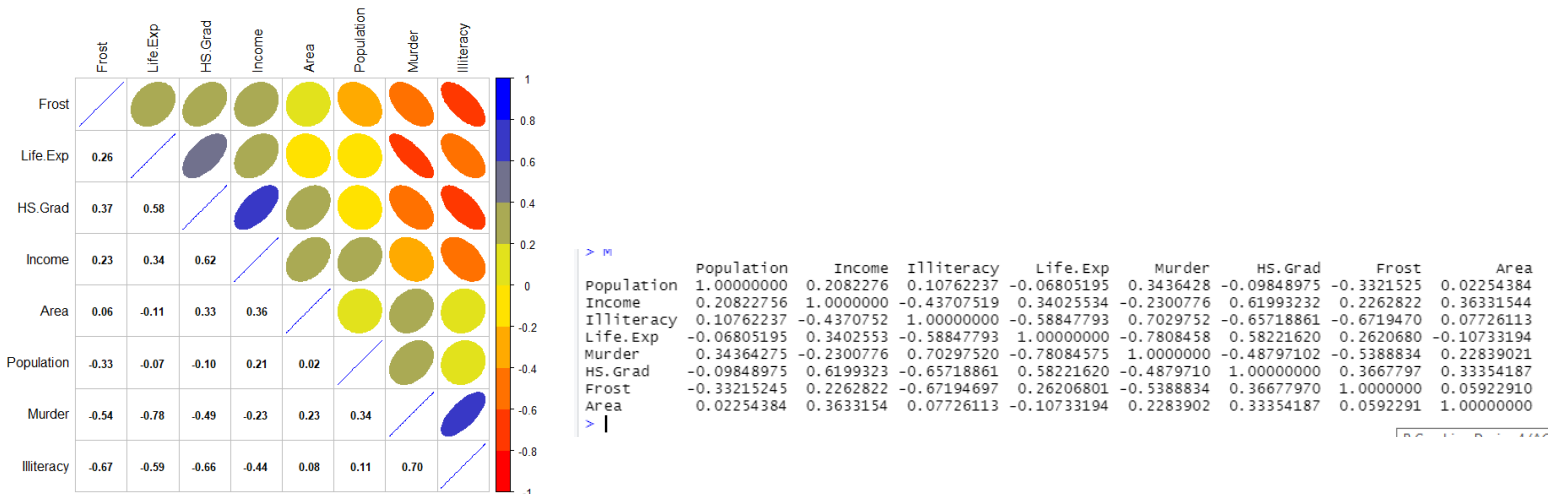 Frost Life.Exp HS.Grad Income Area Population Murder Illiteracy
Frost
Life.Exp 0.26
HS.Grad 0.37 0.58
Income 0.23 0.34 0.62
Area 0.06 -0.11 0.33 0.36
Population -0.33 -0.07 -0.10 0.21 0.02
Murder -0.54 -0.78 -0.49 -0.23 0.23 0.34
Illiteracy -0.67 -0.59 -0.66 -0.44 0.08 0.11 0.70
1
0.8
0.6
0.4
0.2
0
-0.2
-0.4
-0.6
-0.8
-1
> M
Population Income Illiteracy Life.Exp Murder HS.Grad Frost Area
Population 1.00000000 0.2082276 0.10762237 -0.06805195 0.3436428 -0.09848975 -0.3321525 0.02254384
Income 0.20822756 1.0000000 -0.43707519 0.34025534 -0.2300776 0.61993232 0.2262822 0.36331544
Illiteracy 0.10762237 -0.4370752 1.00000000 -0.58847793 0.7029752 -0.65718861 -0.6719470 0.07726113
Life.Exp -0.06805195 0.3402553 -0.58847793 1.00000000 -0.7808458 0.58221620 0.2620680 -0.10733194
Murder 0.34364275 -0.2300776 0.70297520 -0.78084575 1.0000000 -0.48797102 -0.5388834 0.22839021
HS.Grad -0.09848975 0.6199323 -0.65718861 0.58221620 -0.4879710 1.00000000 0.3667797 0.33354187
Frost -0.33215245 0.2262822 -0.67194697 0.26206801 -0.5388834 0.36677970 1.0000000 0.05922910
Area 0.02254384 0.3633154 0.07726113 -0.10733194 0.2283902 0.33354187 0.0592291 1.00000000
>